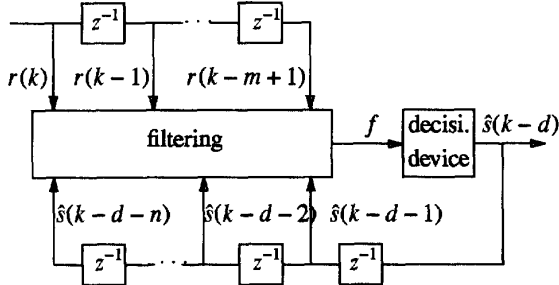 z⁻¹ ·· z⁻¹
r(k) r(k−1) r(k−m+1)
filtering f decisi. device ŝ(k−d)
ŝ(k−d−n) ŝ(k−d−2) ŝ(k−d−1)
z⁻¹ ·· z⁻¹ z⁻¹